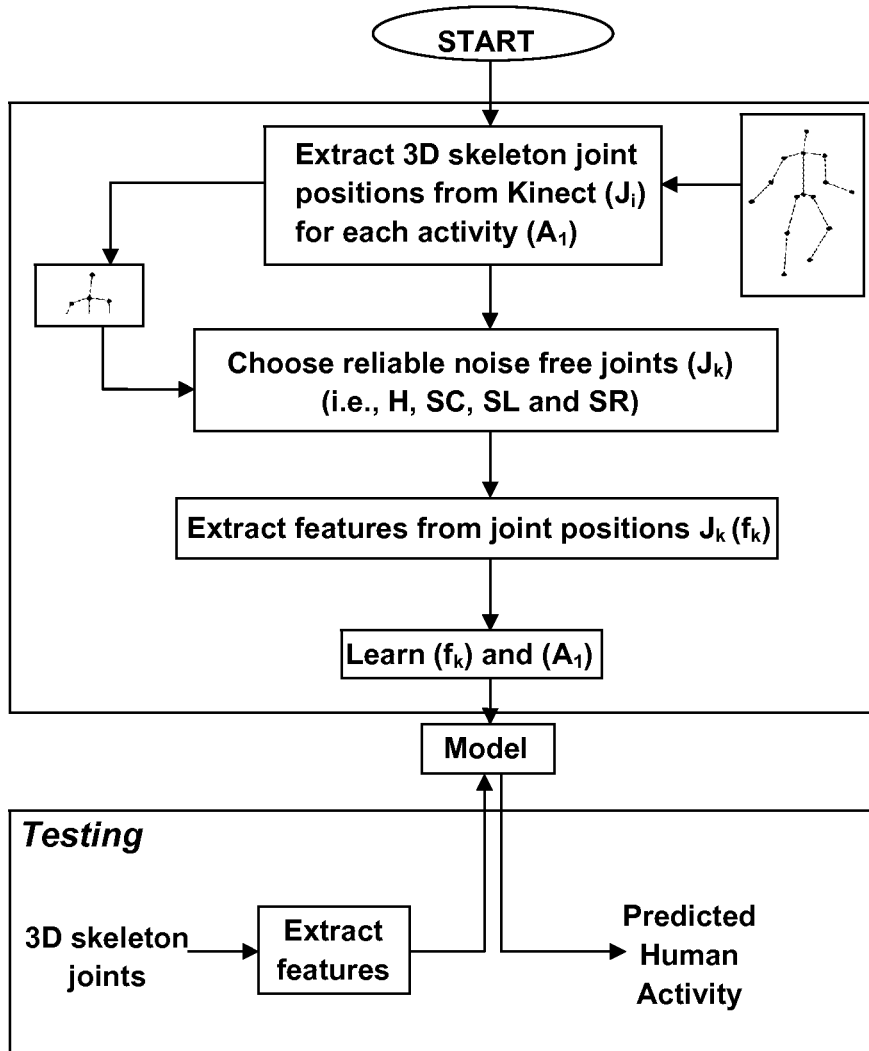 START
Extract 3D skeleton joint
positions from Kinect (Jᵢ)
for each activity (A₁)
Choose reliable noise free joints (Jₖ)
(i.e., H, SC, SL and SR)
Extract features from joint positions Jₖ (fₖ)
Learn (fₖ) and (A₁)
Model
Testing
3D skeleton
joints
Extract
features
Predicted
Human
Activity